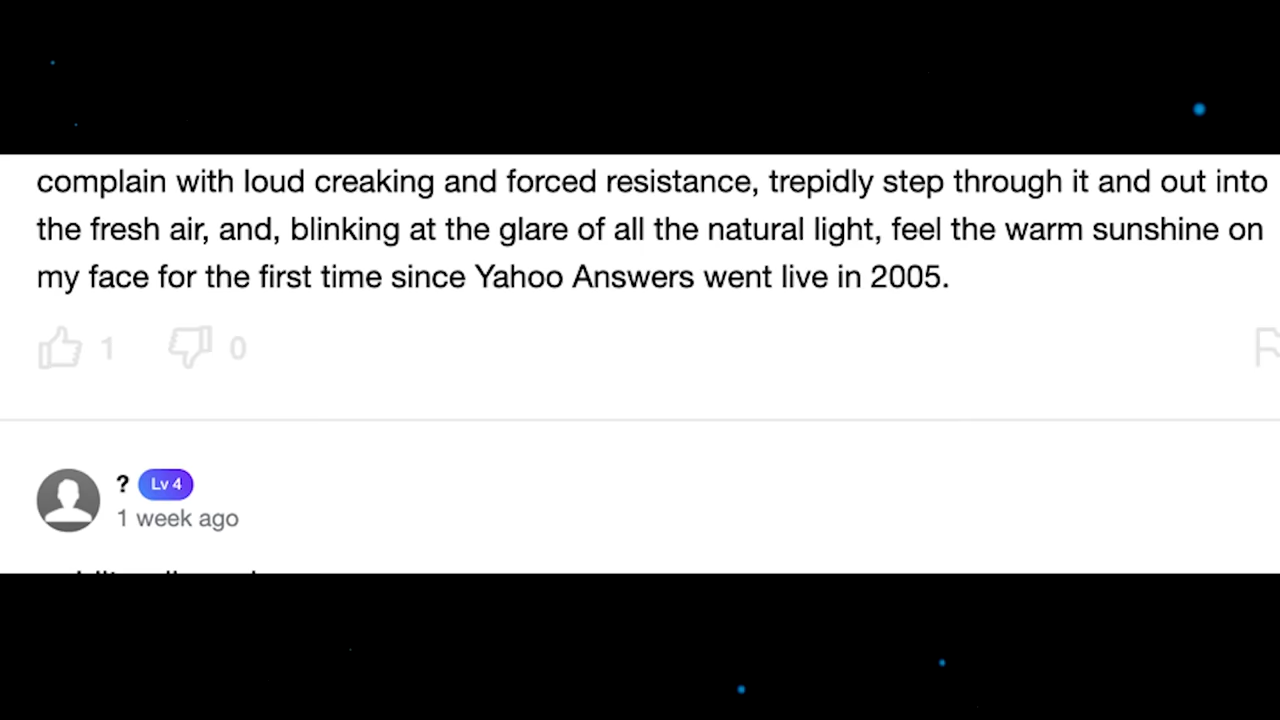 complain with loud creaking and forced resistance, trepidly step through it and out into
the fresh air, and, blinking at the glare of all the natural light, feel the warm sunshine on
my face for the first time since Yahoo Answers went live in 2005.
1 0
? Lv 4
1 week ago